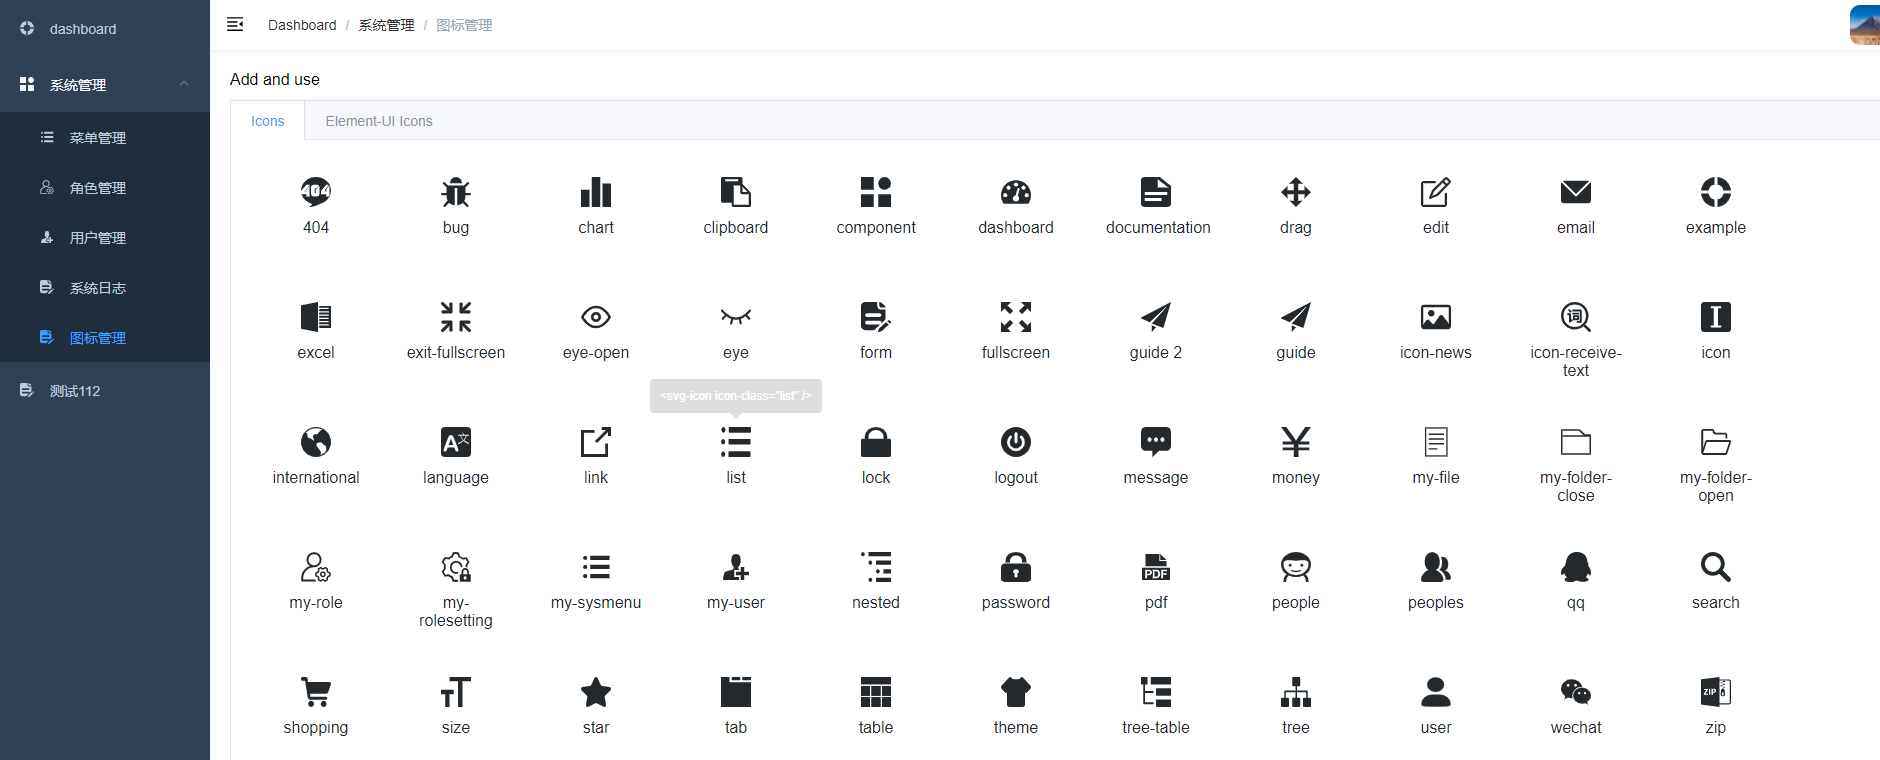 dashboard
系统管理
菜单管理
角色管理
用户管理
系统日志
图标管理
测试112
Dashboard / 系统管理 / 图标管理
Add and use
Icons
Element-UI Icons
404
404
bug
chart
clipboard
component
dashboard
documentation
drag
edit
email
example
excel
exit-fullscreen
eye-open
eye
form
fullscreen
guide 2
guide
icon-news
词
icon-receive-
text
icon
<svg-icon icon-class="list" />
international
A文
language
link
list
lock
logout
message
money
my-file
my-folder-
close
my-folder-
open
my-role
my-
rolesetting
my-sysmenu
my-user
nested
password
PDF
pdf
people
peoples
qq
search
shopping
size
star
tab
table
theme
tree-table
tree
user
wechat
ZIP
zip